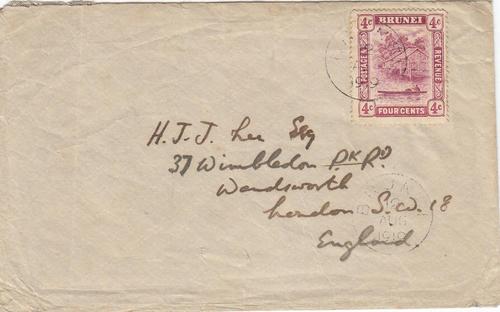 BRUNEI
4c 4c
POSTAGE & REVENUE
4c 4c
FOUR CENTS
H.J.J. Lee Esq
37 Wimbledon Pk Rd
Wandsworth
London S.W. 18
England.
AUG